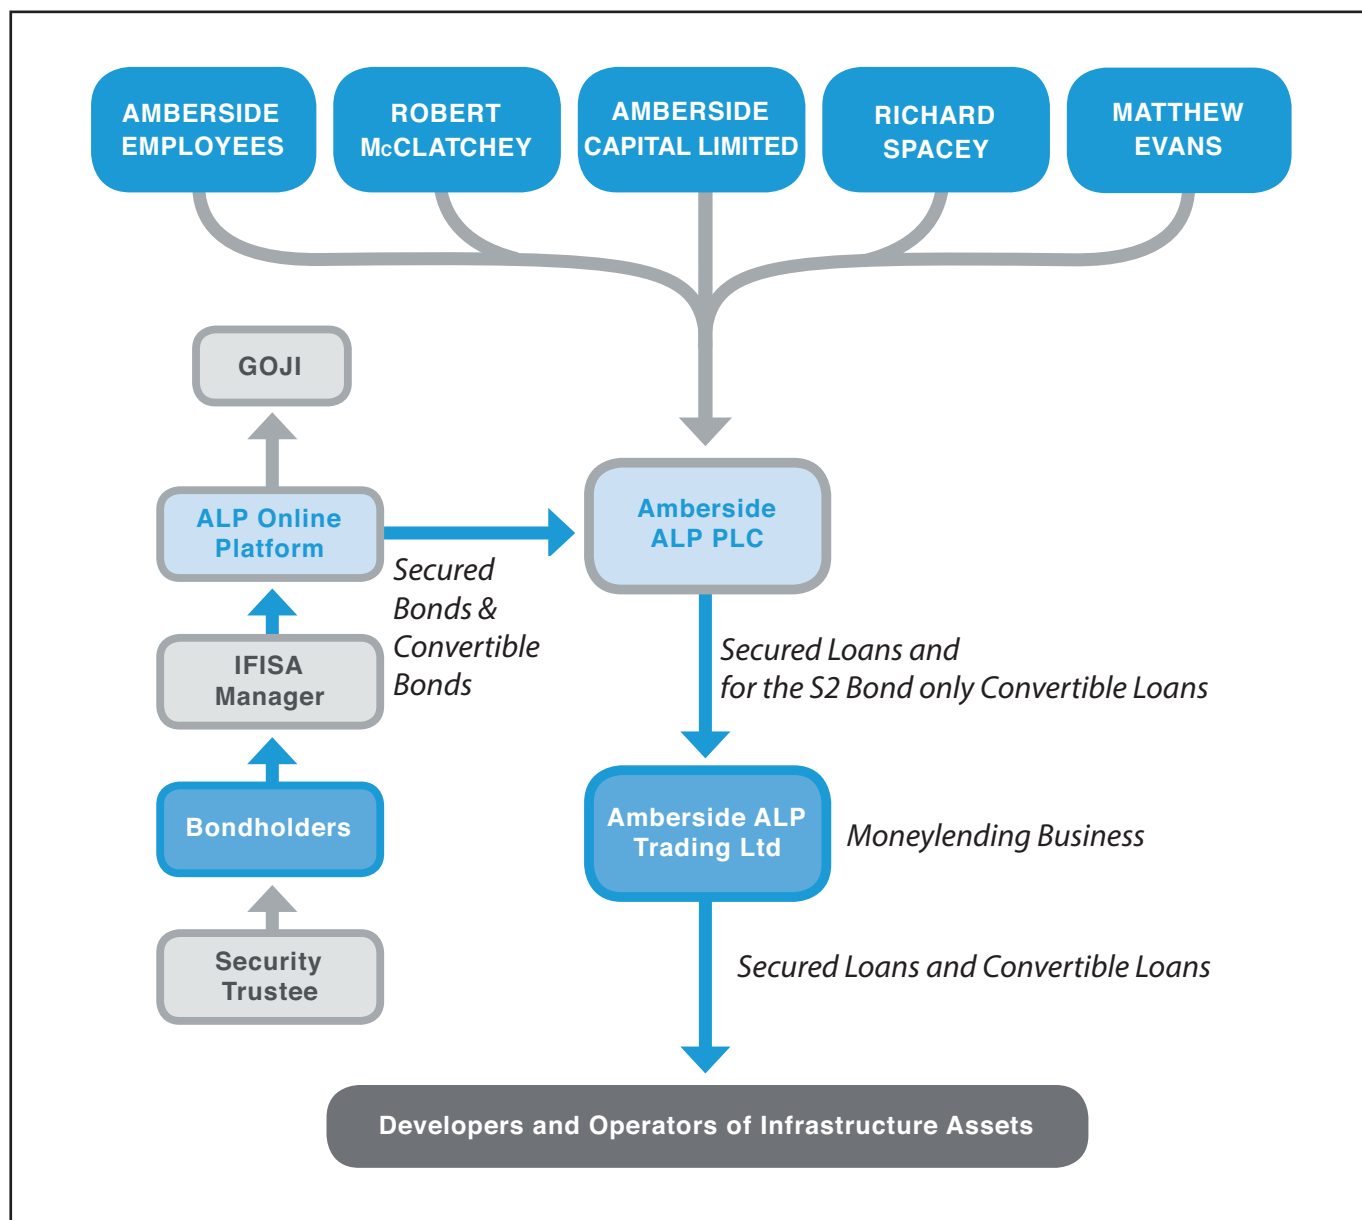 AMBERSIDE
EMPLOYEES
ROBERT
McCLATCHEY
AMBERSIDE
CAPITAL LIMITED
RICHARD
SPACEY
MATTHEW
EVANS
GOJI
ALP Online
Platform
Secured
Bonds &
Convertible
Bonds
Amberside
ALP PLC
IFISA
Manager
Secured Loans and
for the S2 Bond only Convertible Loans
Bondholders
Amberside ALP
Trading Ltd
Moneylending Business
Security
Trustee
Secured Loans and Convertible Loans
Developers and Operators of Infrastructure Assets